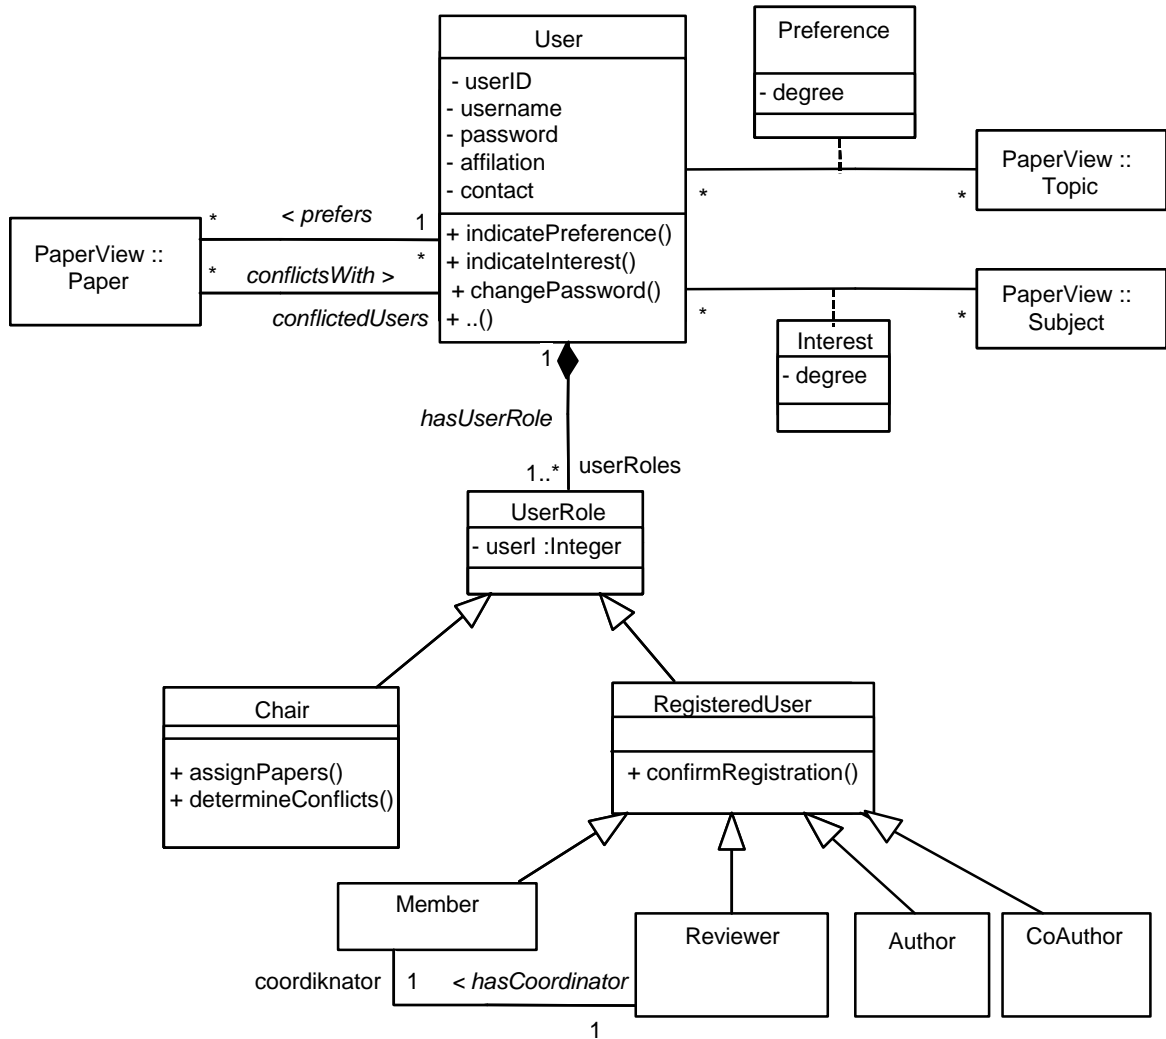 User
- userID
- username
- password
- affilation
- contact
+ indicatePreference()
+ indicateInterest()
+ changePassword()
+ ..()
Preference
- degree
PaperView ::
Topic
*
*
PaperView ::
Paper
*
< prefers
1
*
conflictsWith >
*
conflictedUsers
PaperView ::
Subject
*
*
Interest
- degree
1
hasUserRole
1..*
userRoles
UserRole
- userI :Integer
Chair
+ assignPapers()
+ determineConflicts()
RegisteredUser
+ confirmRegistration()
Member
Reviewer
Author
CoAuthor
coordiknator
1
< hasCoordinator
1